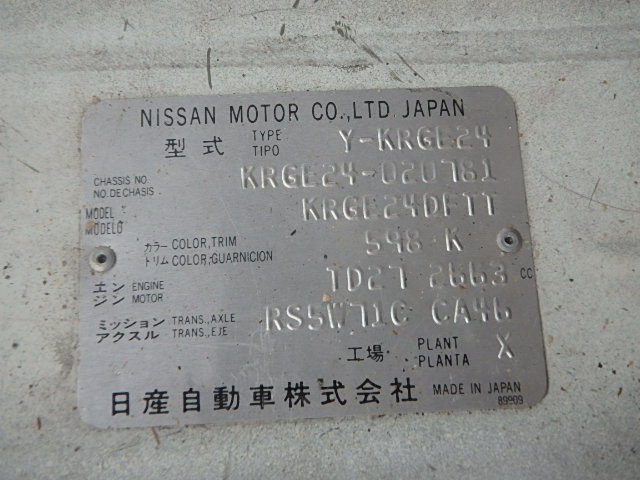 NISSAN MOTOR CO.,LTD. JAPAN
型式 TYPE TIPO Y-KRGE24
CHASSIS NO. NO.DECHASIS KRGE24-020781
MODEL MODELO KRGE24DFTT
カラー COLOR,TRIM トリム COLOR,GUARNICION 598 K
エンジン ENGINE MOTOR TD27 2663 cc
ミッション TRANS.,AXLE アクスル TRANS.,EJE RS5W71C CA46
工場 PLANT PLANTA X
日産自動車株式会社 MADE IN JAPAN
89909